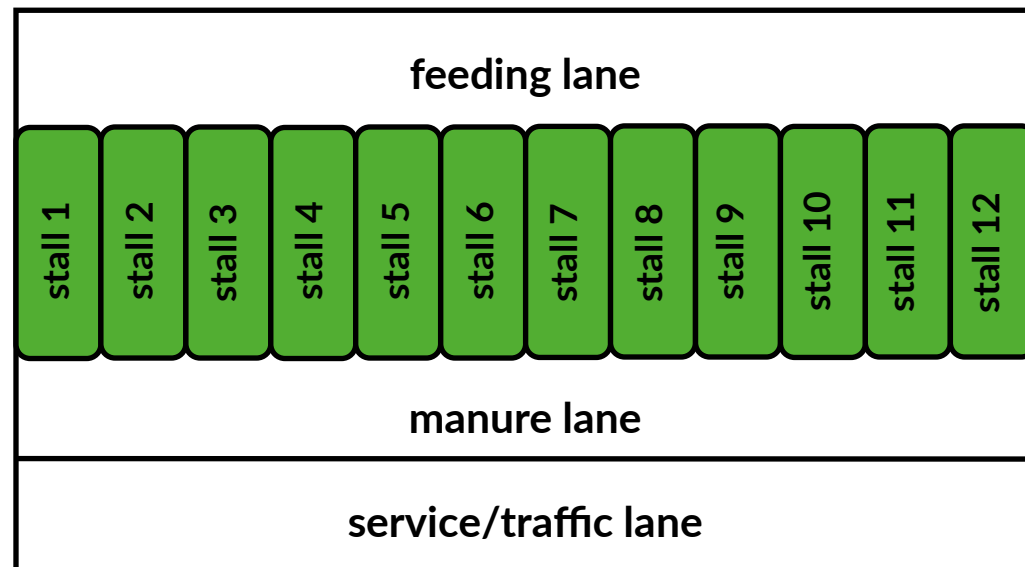 feeding lane
stall 1
stall 2
stall 3
stall 4
stall 5
stall 6
stall 7
stall 8
stall 9
stall 10
stall 11
stall 12
manure lane
service/traffic lane